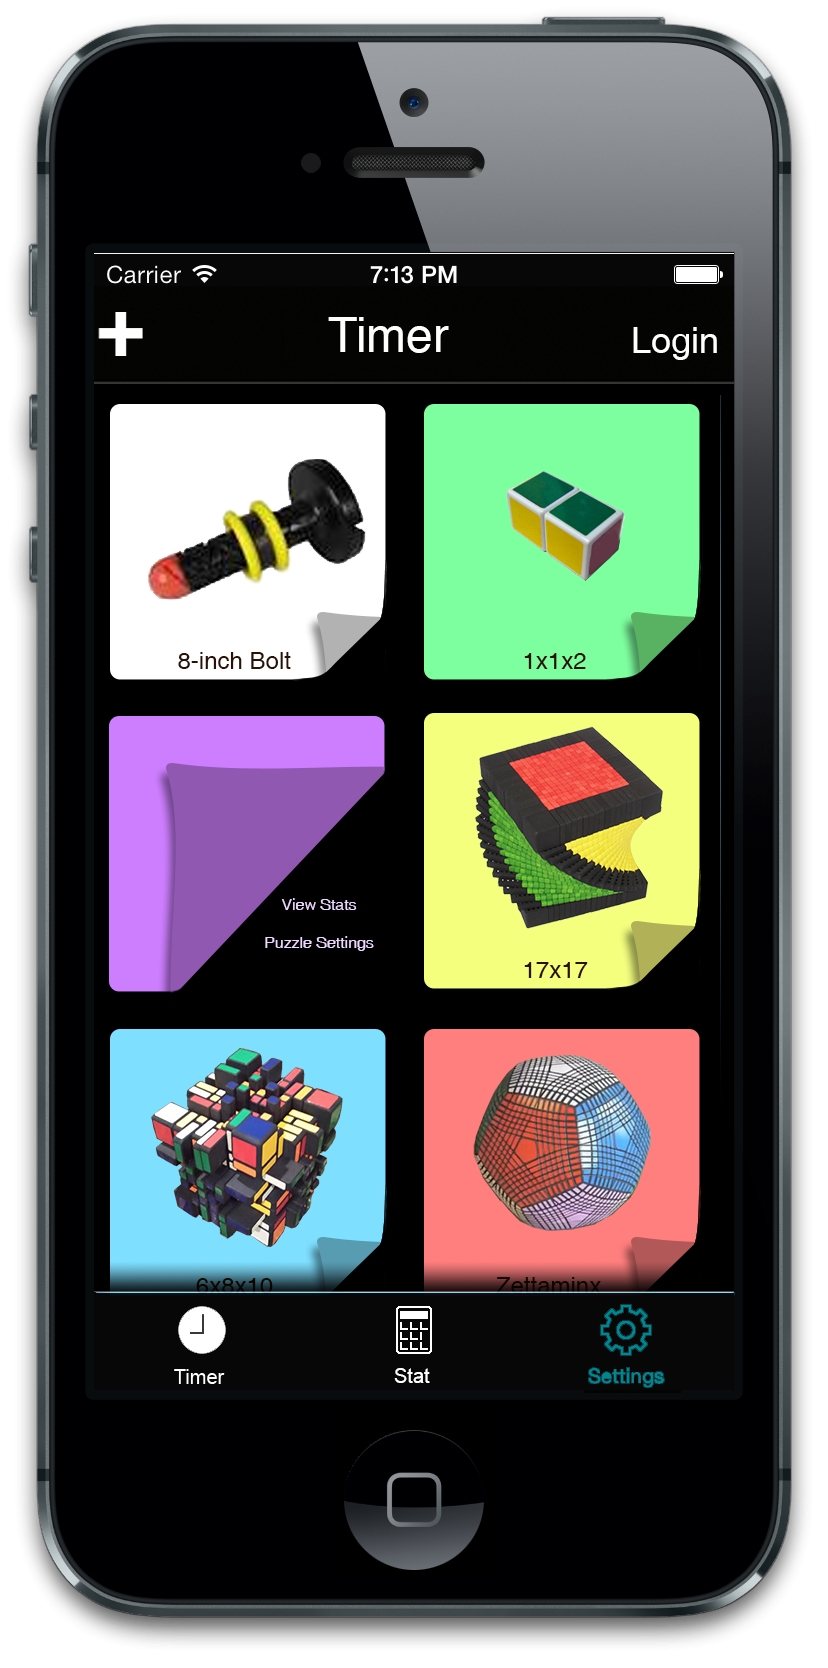 Carrier 7:13 PM
Timer Login
8-inch Bolt 1x1x2
View Stats
Puzzle Settings
17x17
6x8x10 Zettaminx
Timer Stat Settings